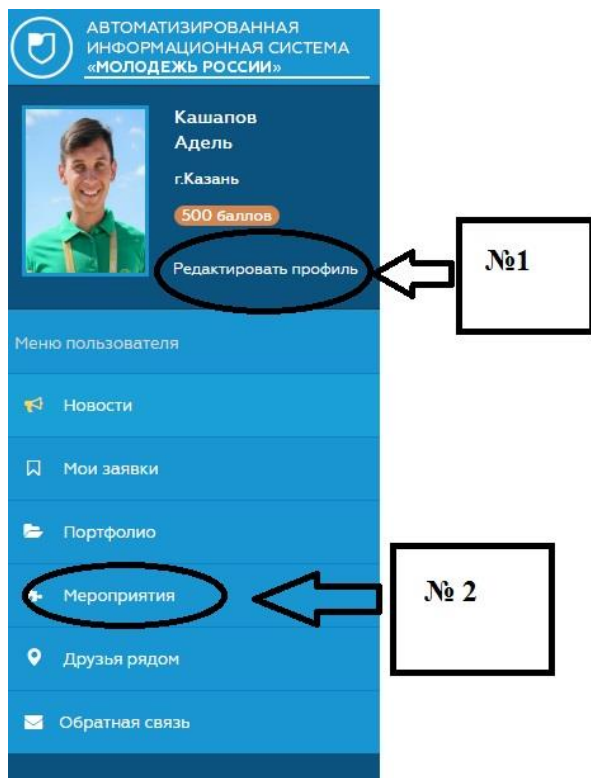 АВТОМАТИЗИРОВАННАЯ
ИНФОРМАЦИОННАЯ СИСТЕМА
«МОЛОДЕЖЬ РОССИИ»
Кашапов
Адель
г.Казань
500 баллов
Редактировать профиль
№1
Меню пользователя
Новости
Мои заявки
Портфолио
Мероприятия
№ 2
Друзья рядом
Обратная связь